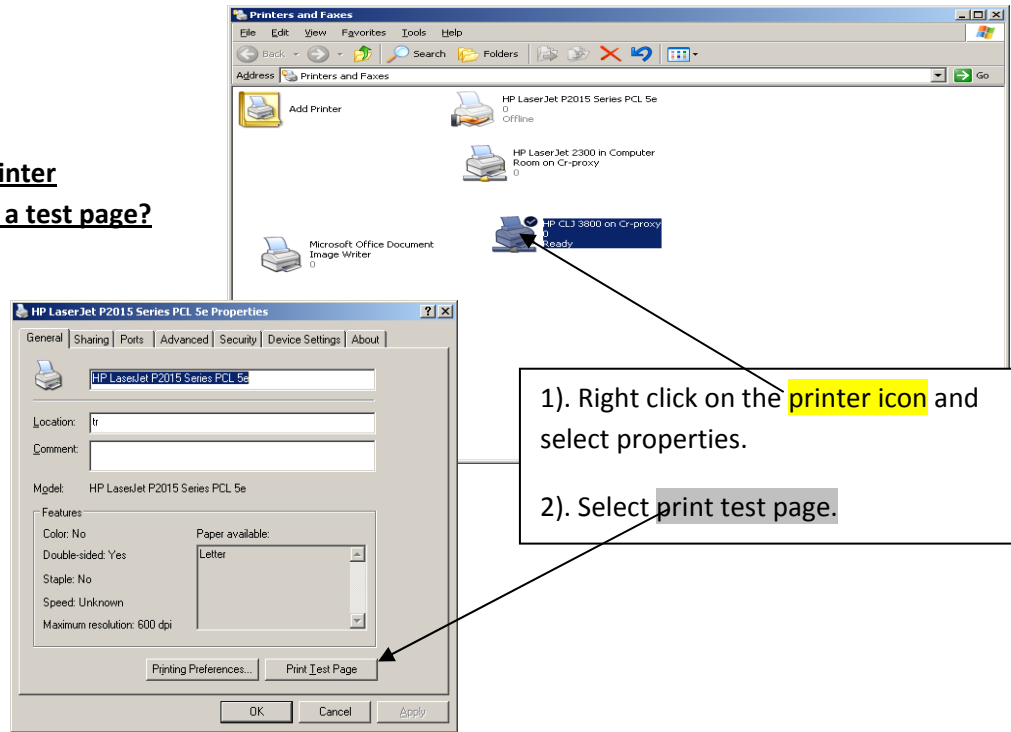 Printers and Faxes
File Edit View Favorites Tools Help
Back Search Folders
Address Printers and Faxes Go
Add Printer
HP LaserJet P2015 Series PCL 5e
0
Offline
HP LaserJet 2300 in Computer
Room on Cr-proxy
0
HP CLJ 3800 on Cr-proxy
0
Ready
Microsoft Office Document
Image Writer
0
inter
a test page?
HP LaserJet P2015 Series PCL 5e Properties
General Sharing Ports Advanced Security Device Settings About
HP LaserJet P2015 Series PCL 5e
Location: tr
Comment:
Model: HP LaserJet P2015 Series PCL 5e
Features
Color: No Paper available:
Double-sided: Yes Letter
Staple: No
Speed: Unknown
Maximum resolution: 600 dpi
Printing Preferences... Print Test Page
OK Cancel Apply
1). Right click on the printer icon and
select properties.
2). Select print test page.